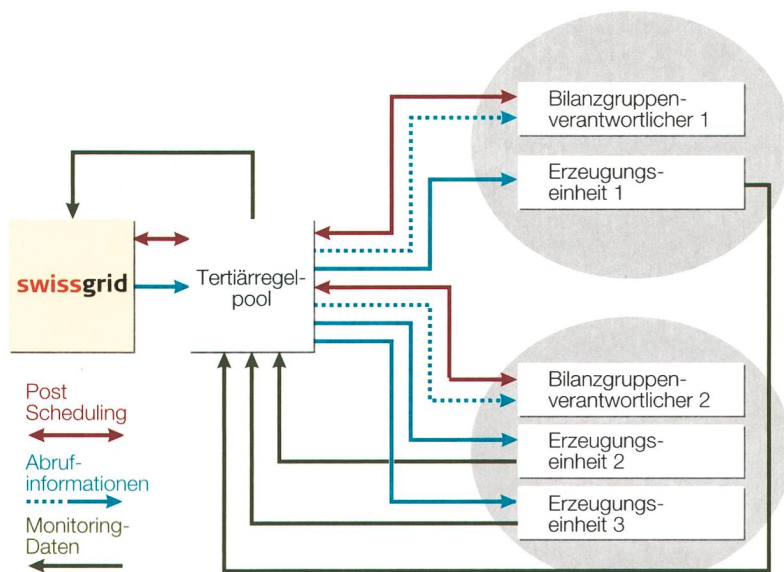 Bilanzgruppen-
verantwortlicher 1
Erzeugungs-
einheit 1
swissgrid
Tertiärregel-
pool
Bilanzgruppen-
verantwortlicher 2
Erzeugungs-
einheit 2
Erzeugungs-
einheit 3
Post
Scheduling
Abruf-
informationen
Monitoring-
Daten